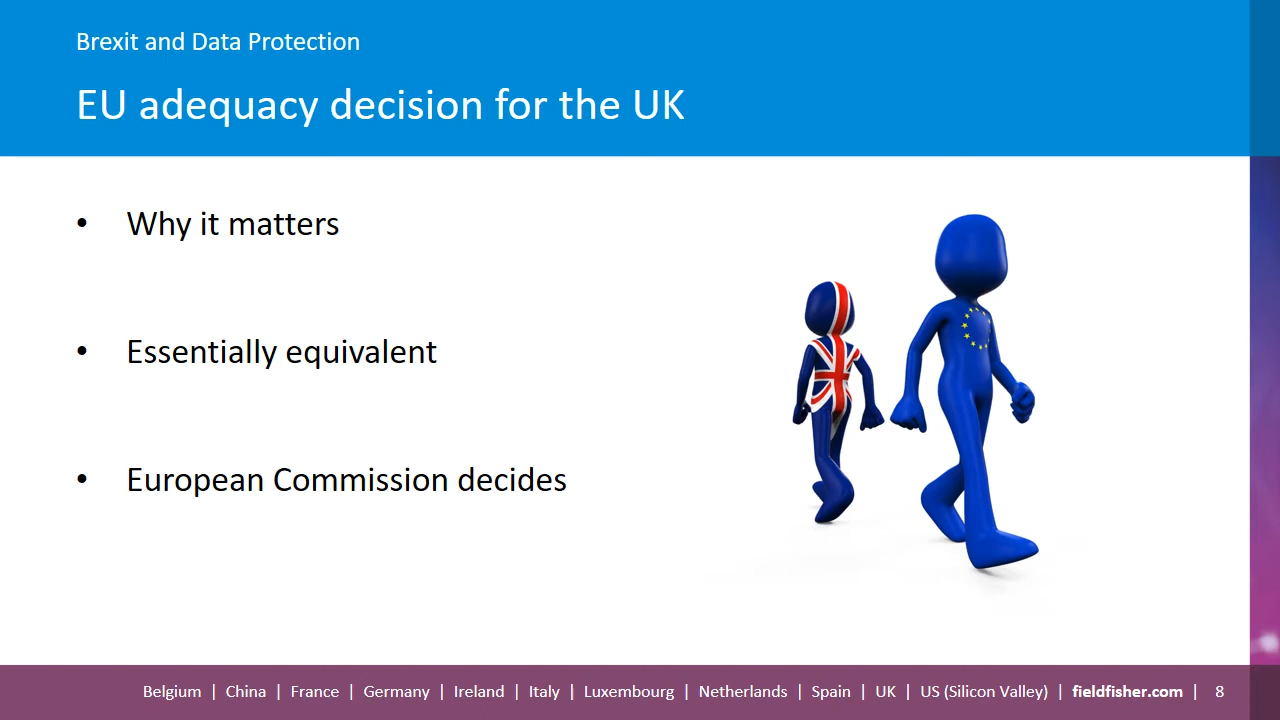 Brexit and Data Protection
EU adequacy decision for the UK
• Why it matters
• Essentially equivalent
• European Commission decides
Belgium | China | France | Germany | Ireland | Italy | Luxembourg | Netherlands | Spain | UK | US (Silicon Valley) | fieldfisher.com | 8